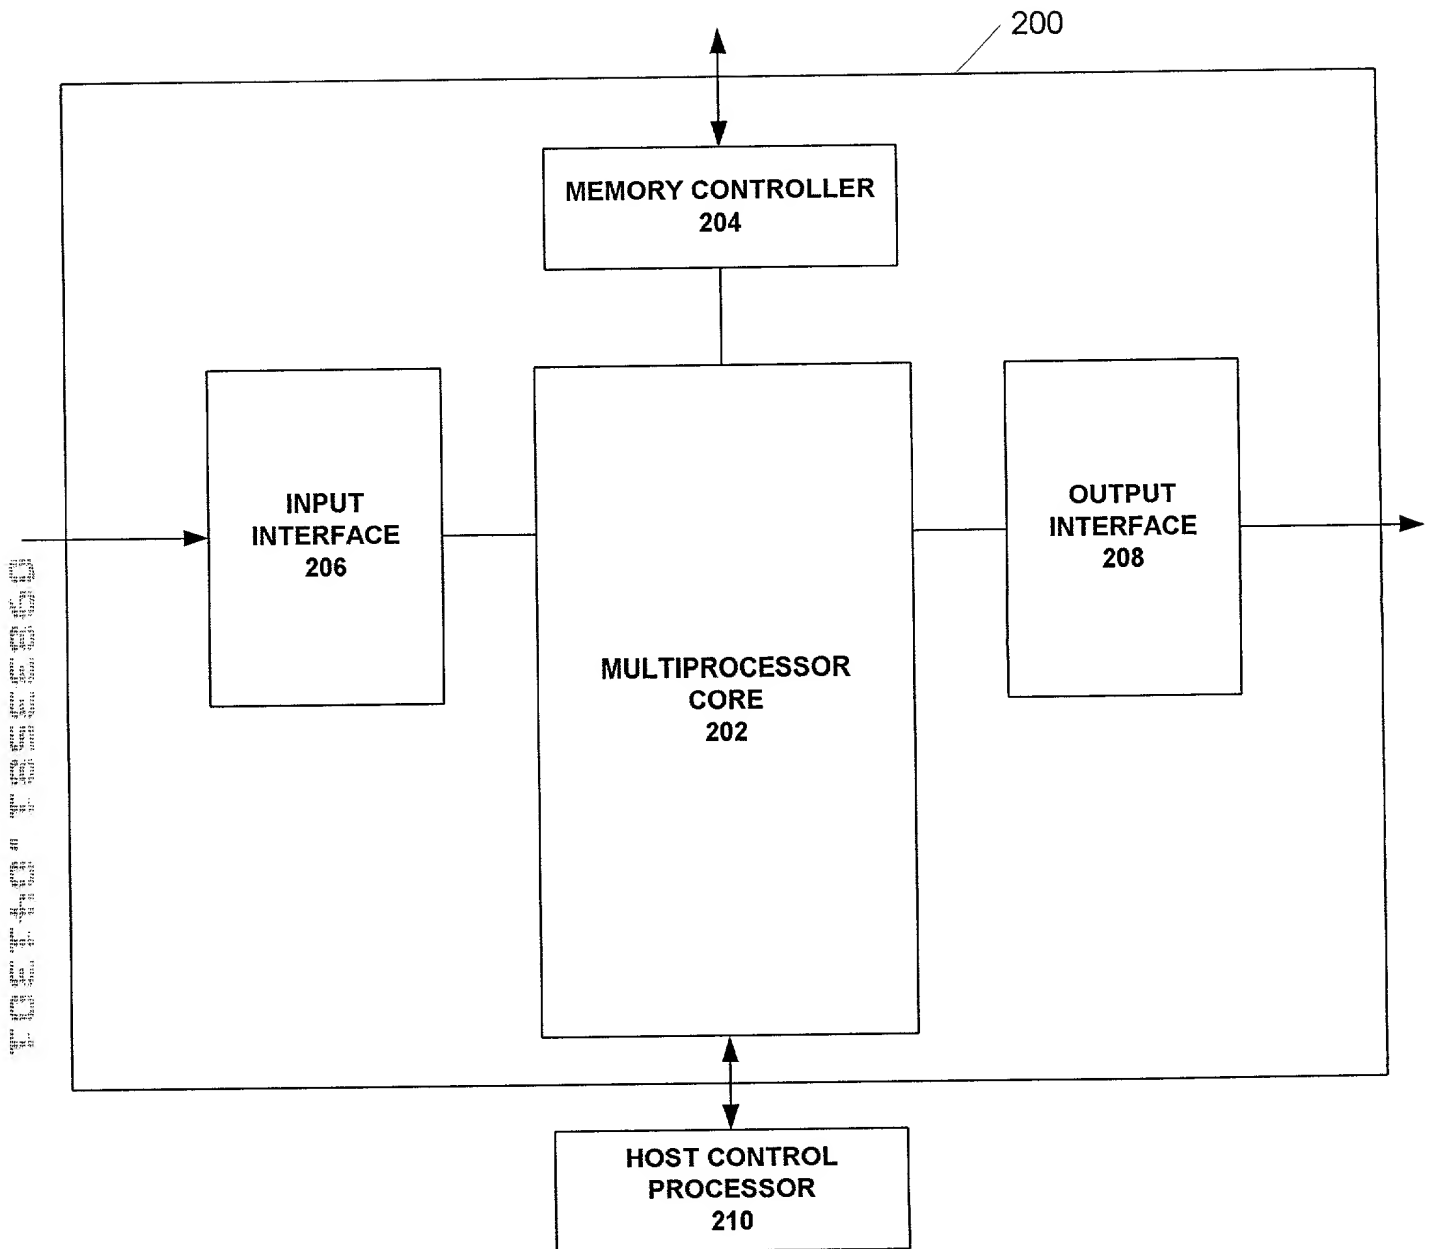 200
MEMORY CONTROLLER
204
INPUT
INTERFACE
206
OUTPUT
INTERFACE
208
MULTIPROCESSOR
CORE
202
HOST CONTROL
PROCESSOR
210